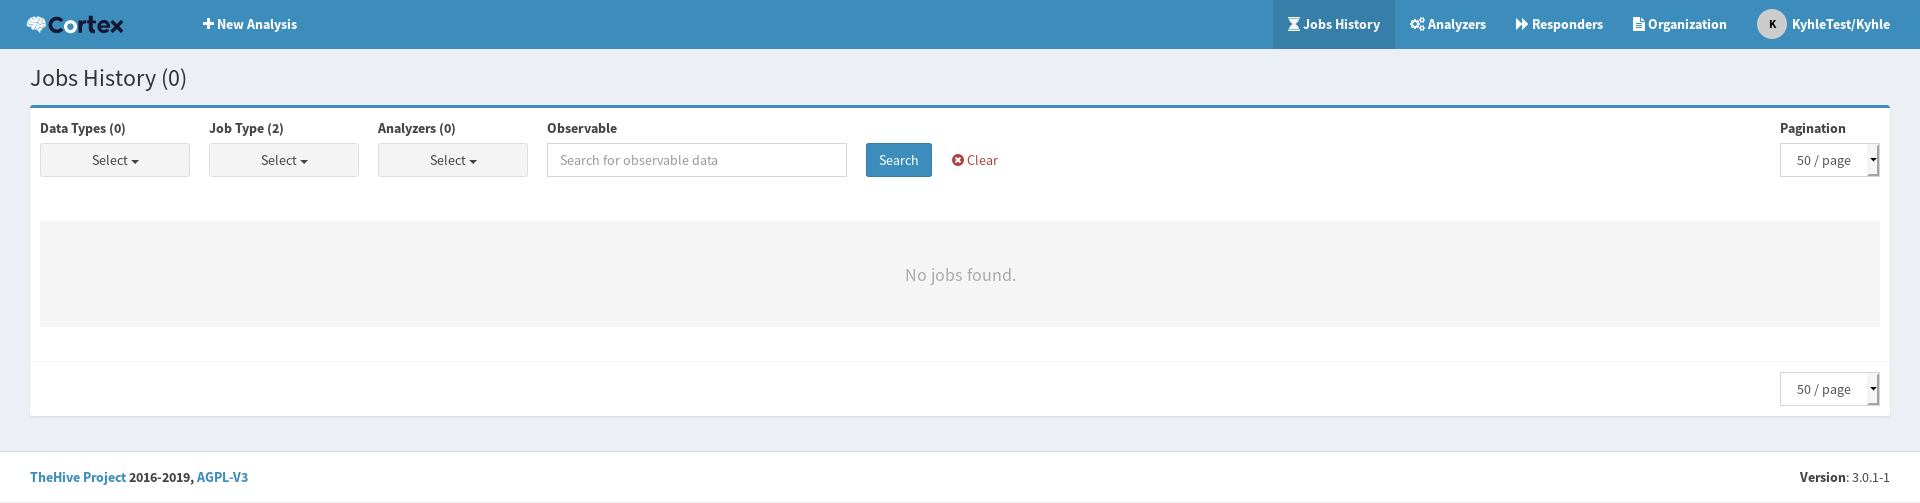 Cortex
New Analysis
Jobs History
Analyzers
Responders
Organization
K
KyhleTest/Kyhle
Jobs History (0)
Data Types (0)
Job Type (2)
Analyzers (0)
Observable
Pagination
Select
Select
Select
Search for observable data
Search
Clear
50 / page
No jobs found.
50 / page
TheHive Project 2016-2019, AGPL-V3
Version: 3.0.1-1